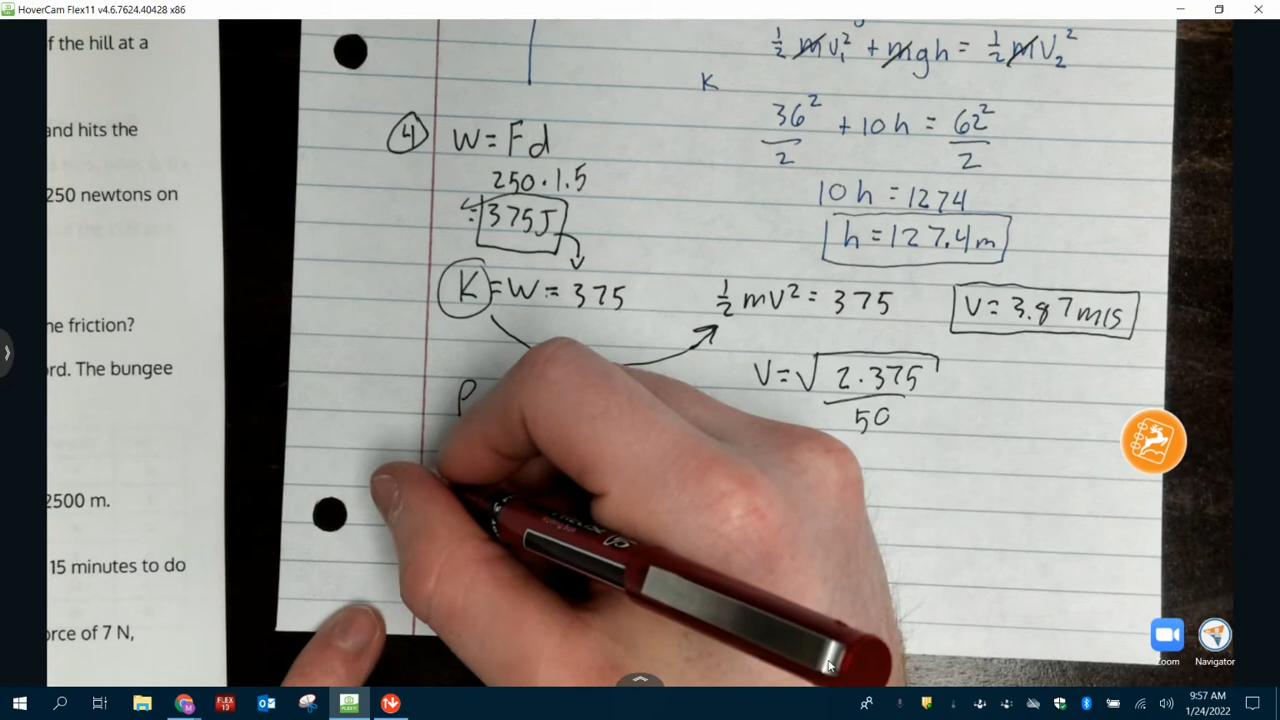 HoverCam Flex11 v4.6.7624.40428 x86
of the hill at a
and hits the
250 newtons on
he friction?
rd. The bungee
2500 m.
15 minutes to do
orce of 7 N,
½ mv₁² + mgh = ½ mv₂²
K
36²/2 + 10h = 62²/2
10h = 1274
h = 127.4m
④ W = Fd
250 · 1.5
= 375J
K = W = 375
½ mv² = 375
V = 3.87 m/s
V = √(2·375/50)
P
Zoom
Navigator
9:57 AM
1/24/2022